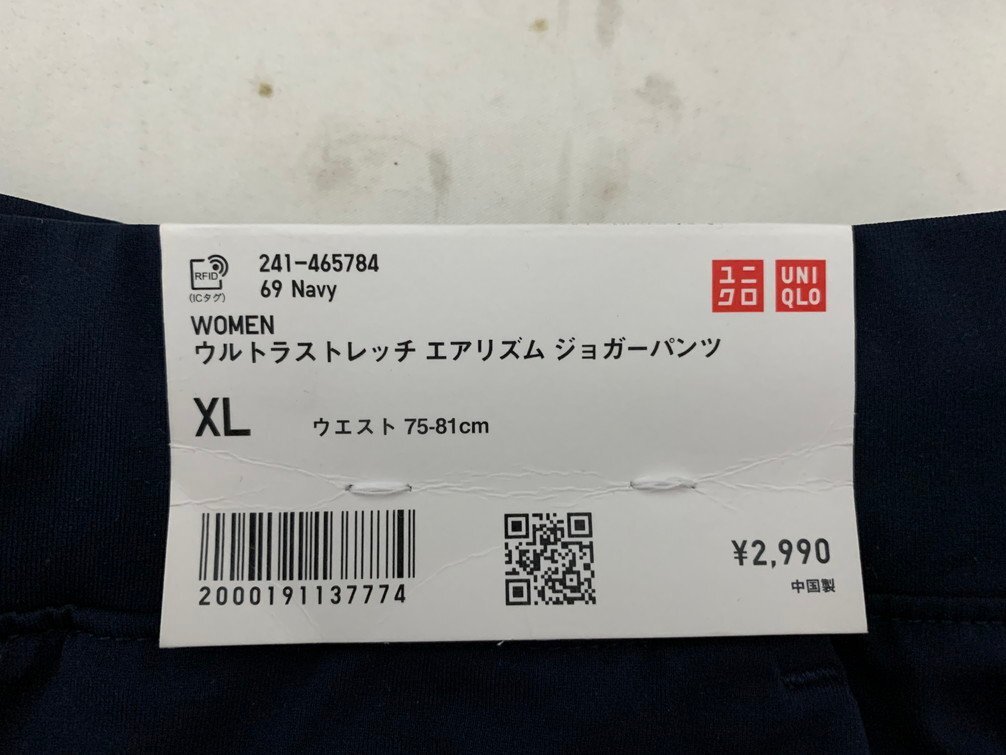 RFID
(ICタグ)
241-465784
69 Navy
ユニ
クロ
UNI
QLO
WOMEN
ウルトラストレッチ エアリズム ジョガーパンツ
XL
ウエスト 75-81cm
2000191137774
¥2,990
中国製